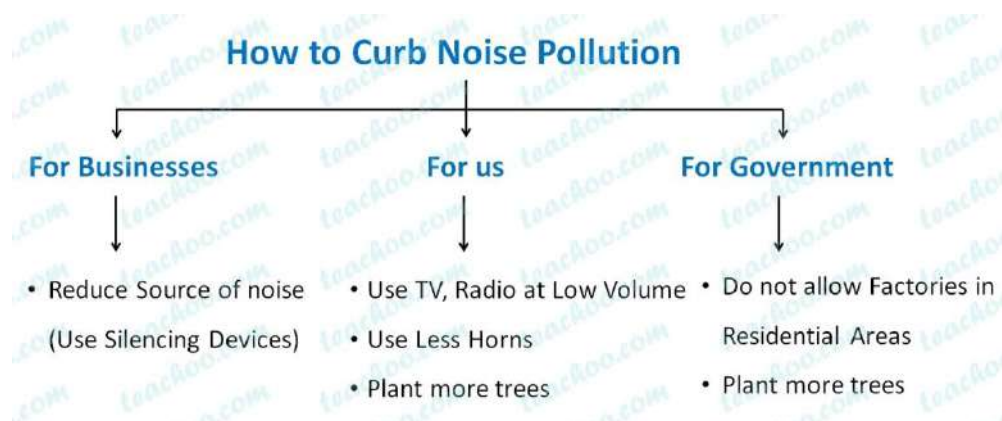 How to Curb Noise Pollution
For Businesses
• Reduce Source of noise
(Use Silencing Devices)
For us
• Use TV, Radio at Low Volume
• Use Less Horns
• Plant more trees
For Government
• Do not allow Factories in
Residential Areas
• Plant more trees
teachoo.com